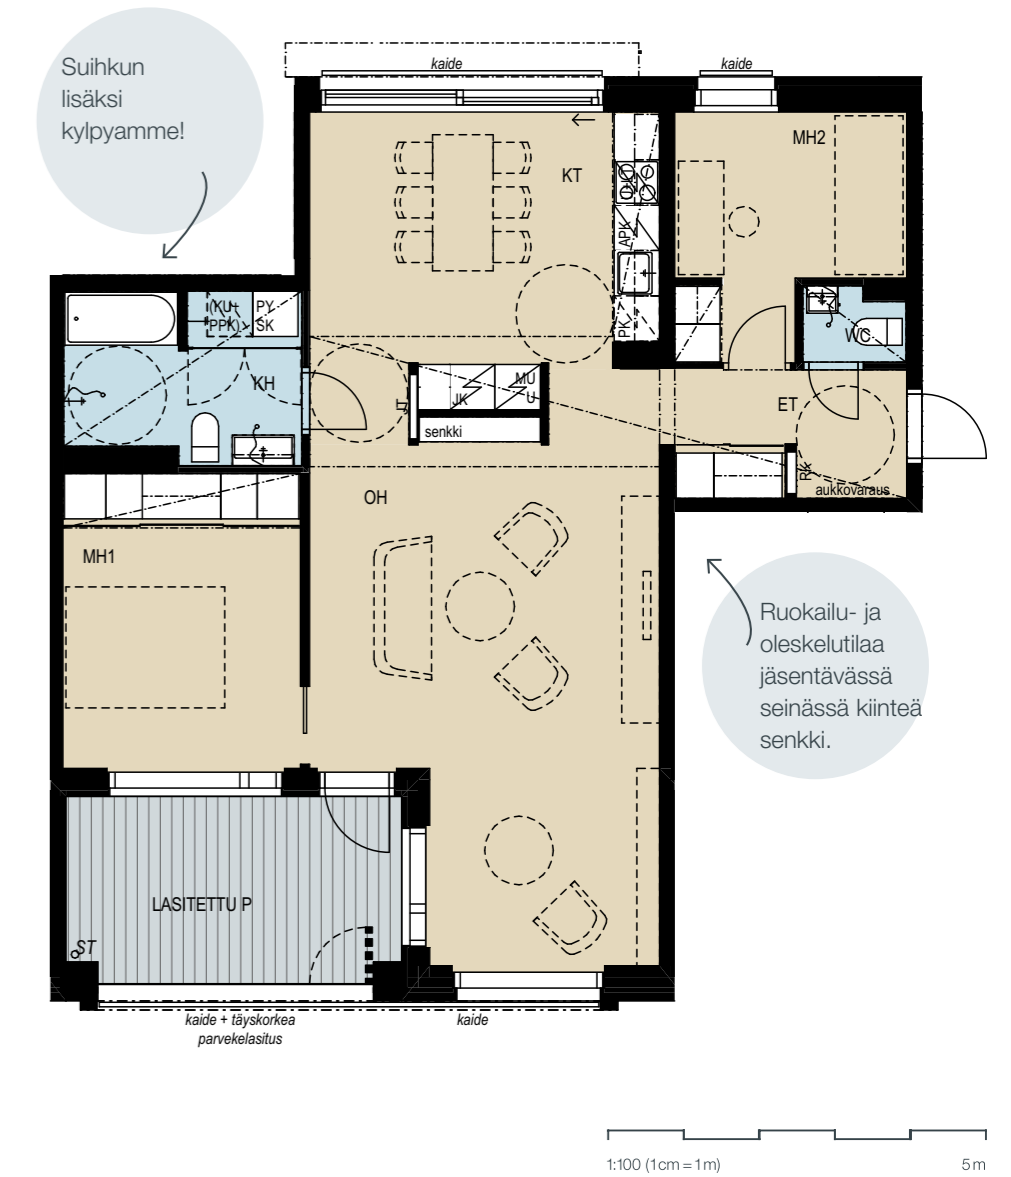 Suihkun
lisäksi
kylpyamme!
kaide
kaide
KT
MH2
APK
PK
(KU+
PPK)
PY
SK
KH
WC
JK
MU
U
senkki
ET
RK
aukkovaraus
OH
MH1
Ruokailu- ja
oleskelutilaa
jäsentävässä
seinässä kiinteä
senkki.
LASITETTU P
ST
kaide + täyskorkea
parvekelasitus
kaide
1:100 (1cm = 1m)
5 m